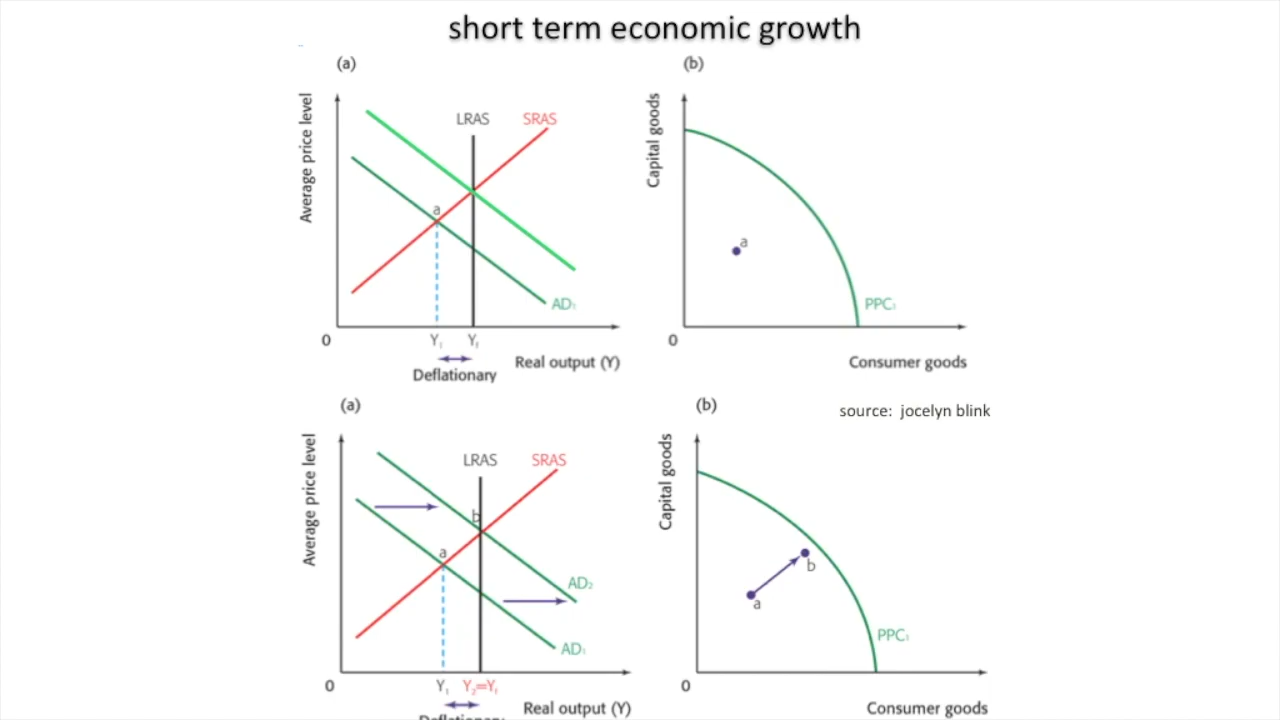 short term economic growth
(a)
(b)
Average price level
LRAS
SRAS
a
AD₁
0
Y₁
Yf
Deflationary
Real output (Y)
Capital goods
a
PPC₁
0
Consumer goods
source: jocelyn blink
(a)
(b)
Average price level
LRAS
SRAS
b
a
AD₂
AD₁
0
Y₁
Y₂=Yf
Deflationary
Real output (Y)
Capital goods
b
a
PPC₁
0
Consumer goods